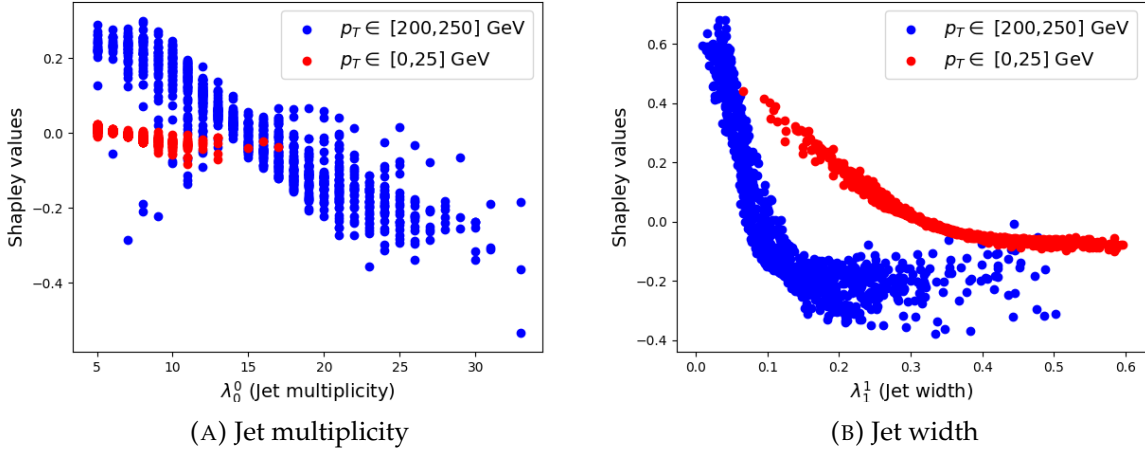 p_T ∈ [200,250] GeV
p_T ∈ [0,25] GeV
Shapley values
0.2
0.0
−0.2
−0.4
5 10 15 20 25 30
λ_0^0 (Jet multiplicity)
(A) Jet multiplicity
p_T ∈ [200,250] GeV
p_T ∈ [0,25] GeV
Shapley values
0.6
0.4
0.2
0.0
−0.2
−0.4
0.0 0.1 0.2 0.3 0.4 0.5 0.6
λ_1^1 (Jet width)
(B) Jet width